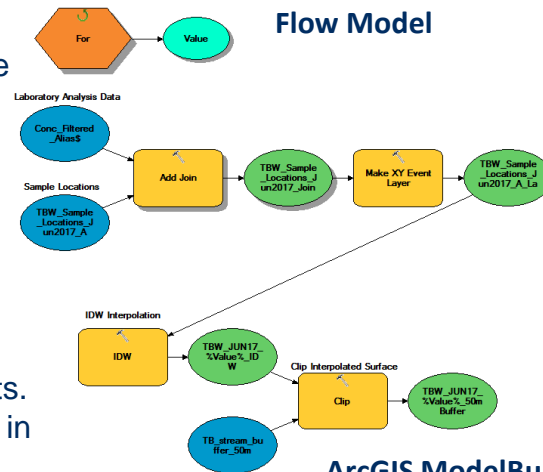 Flow Model
For
Value
e
Laboratory Analysis Data
Conc_Filtered
_Alias$
Sample Locations
TBW_Sample
_Locations_J
un2017_A
Add Join
TBW_Sample
_Locations_J
un2017_Join
Make XY Event
Layer
TBW_Sample
_Locations_J
un2017_A_La
IDW Interpolation
IDW
TBW_JUN17_
%Value%_ID
W
Clip Interpolated Surface
Clip
TB_stream_bu
ffer_50m
TBW_JUN17_
%Value%_50m
Buffer
ts.
in